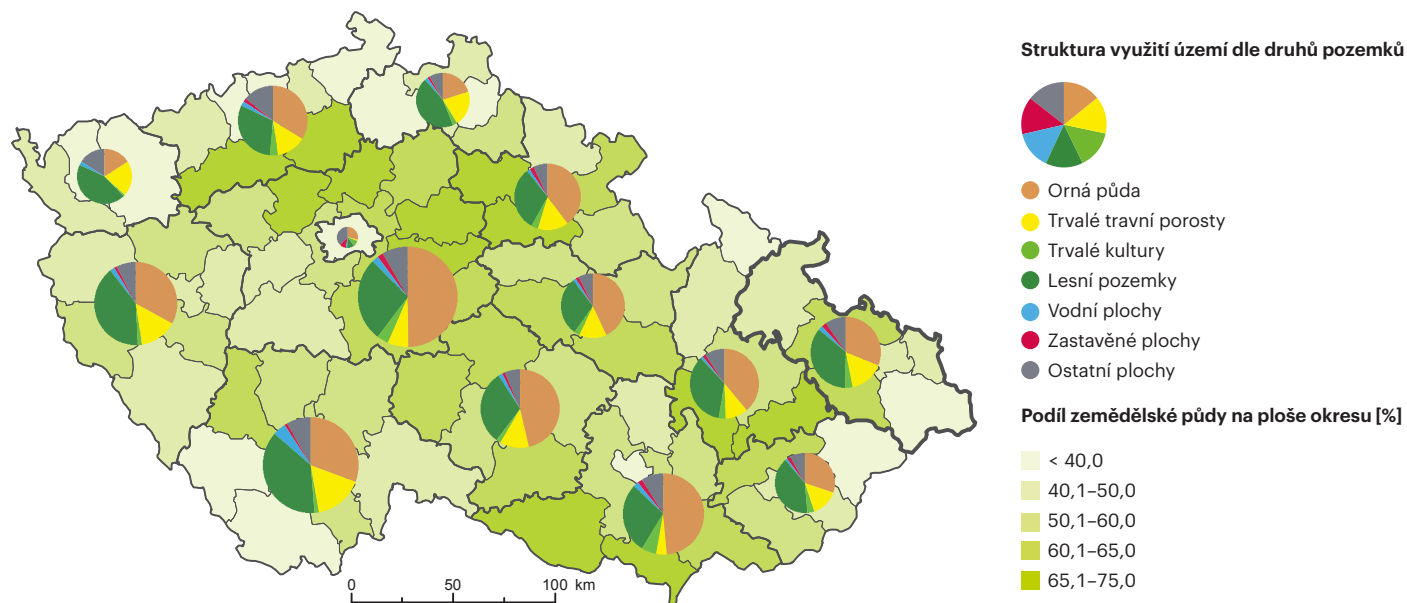 Struktura využití území dle druhů pozemků
Orná půda
Trvalé travní porosty
Trvalé kultury
Lesní pozemky
Vodní plochy
Zastavěné plochy
Ostatní plochy
Podíl zemědělské půdy na ploše okresu [%]
< 40,0
40,1–50,0
50,1–60,0
60,1–65,0
65,1–75,0
0 50 100 km